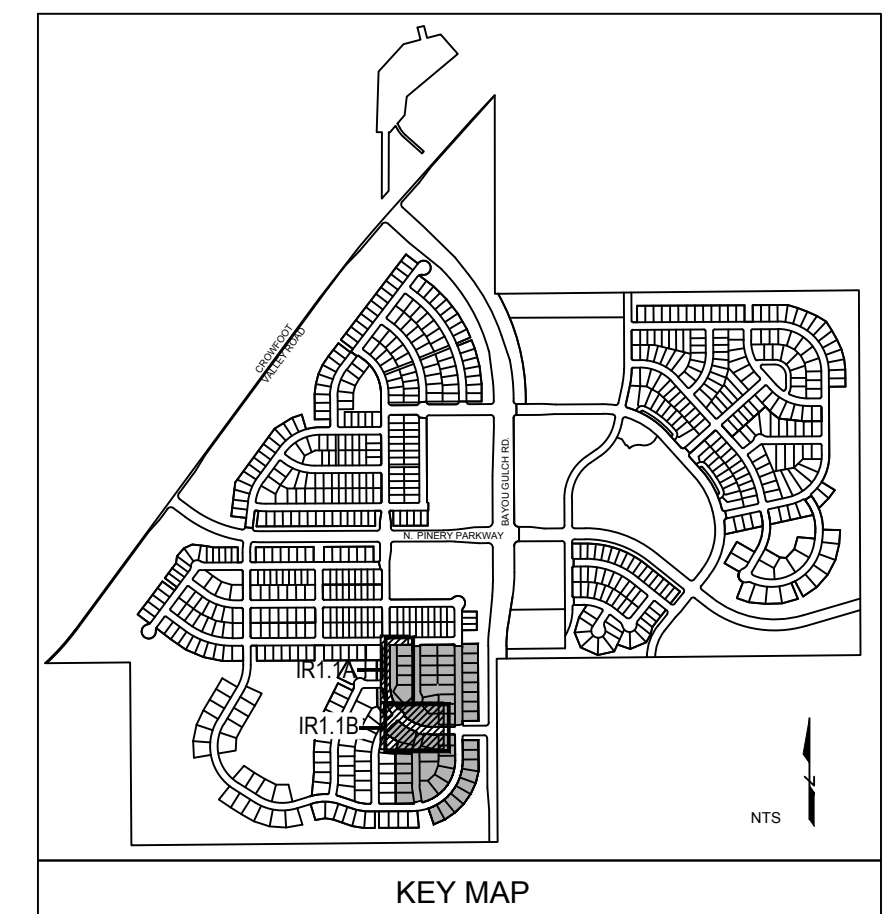 CROWFOOT
VALLEY ROAD
BAYOU GULCH RD.
N. PINERY PARKWAY
IR1.1A
IR1.1B
N
NTS
KEY MAP